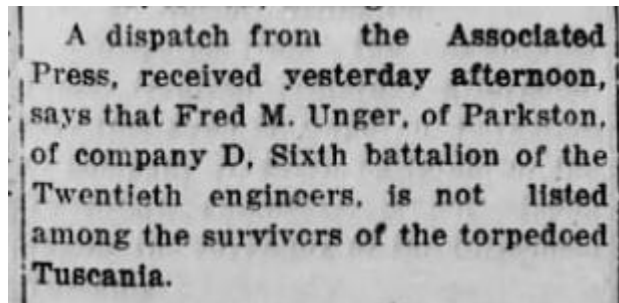 A dispatch from the Associated
Press, received yesterday afternoon,
says that Fred M. Unger, of Parkston,
of company D, Sixth battalion of the
Twentieth engineers, is not listed
among the survivors of the torpedoed
Tuscania.